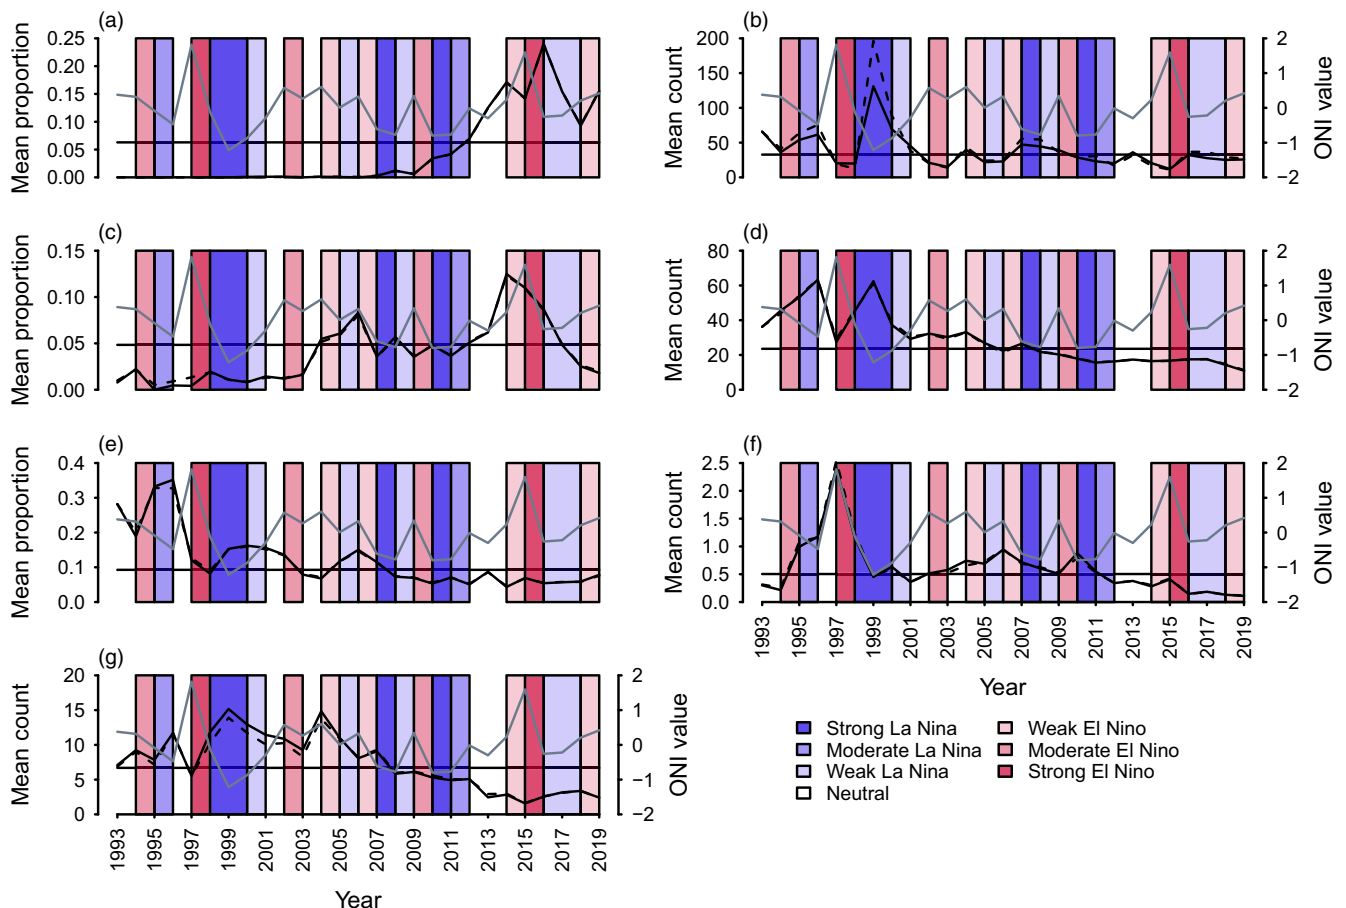 (a)
Mean proportion
0.25
0.20
0.15
0.10
0.05
0.00
(b)
Mean count
200
150
100
50
0
2
1
0
−1
−2
ONI value
(c)
Mean proportion
0.15
0.10
0.05
0.00
(d)
Mean count
80
60
40
20
0
2
1
0
−1
−2
ONI value
(e)
Mean proportion
0.4
0.3
0.2
0.1
0.0
(f)
Mean count
2.5
2.0
1.5
1.0
0.5
0.0
2
1
0
−1
−2
ONI value
1993 1995 1997 1999 2001 2003 2005 2007 2009 2011 2013 2015 2017 2019
Year
(g)
Mean count
20
15
10
5
0
2
1
0
−1
−2
ONI value
1993 1995 1997 1999 2001 2003 2005 2007 2009 2011 2013 2015 2017 2019
Year
Strong La Nina
Moderate La Nina
Weak La Nina
Neutral
Weak El Nino
Moderate El Nino
Strong El Nino